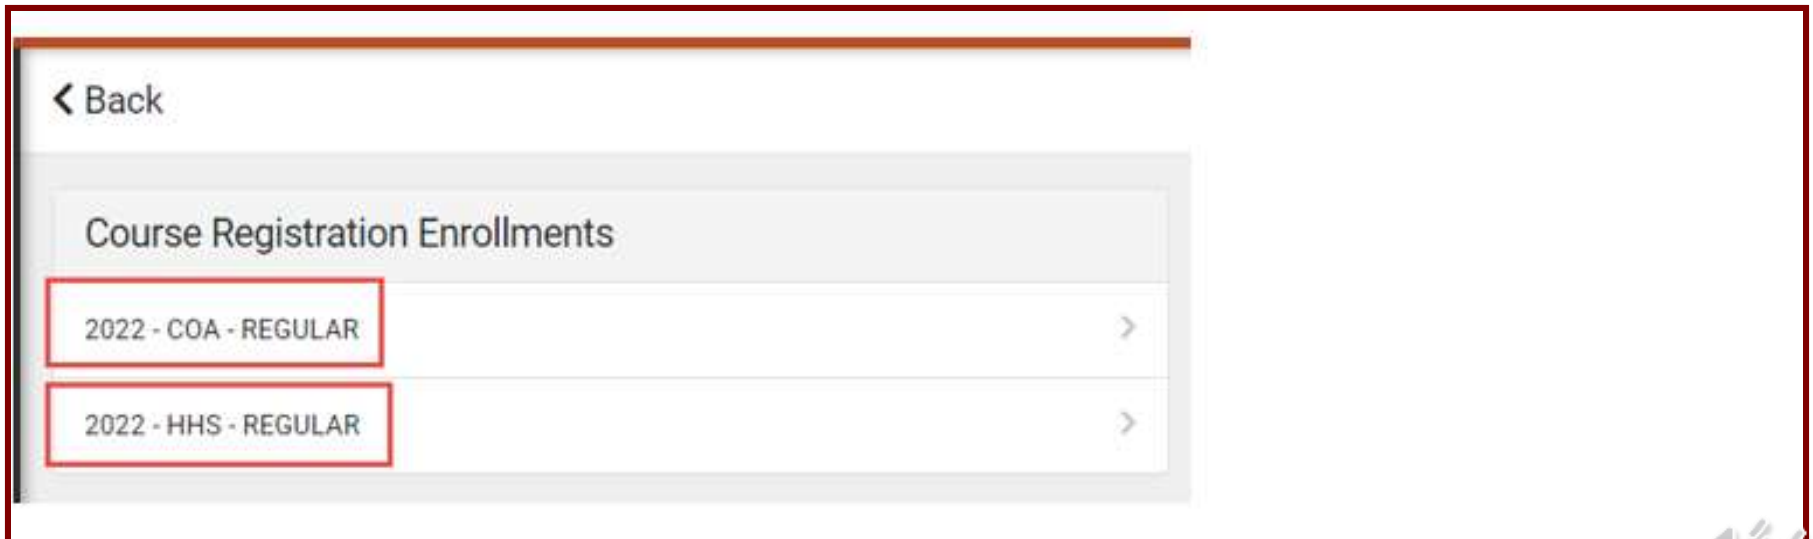 Back
Course Registration Enrollments
2022 - COA - REGULAR
2022 - HHS - REGULAR